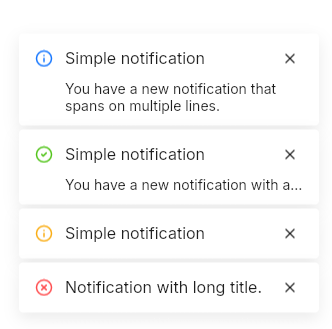 Simple notification
You have a new notification that
spans on multiple lines.
Simple notification
You have a new notification with a...
Simple notification
Notification with long title.